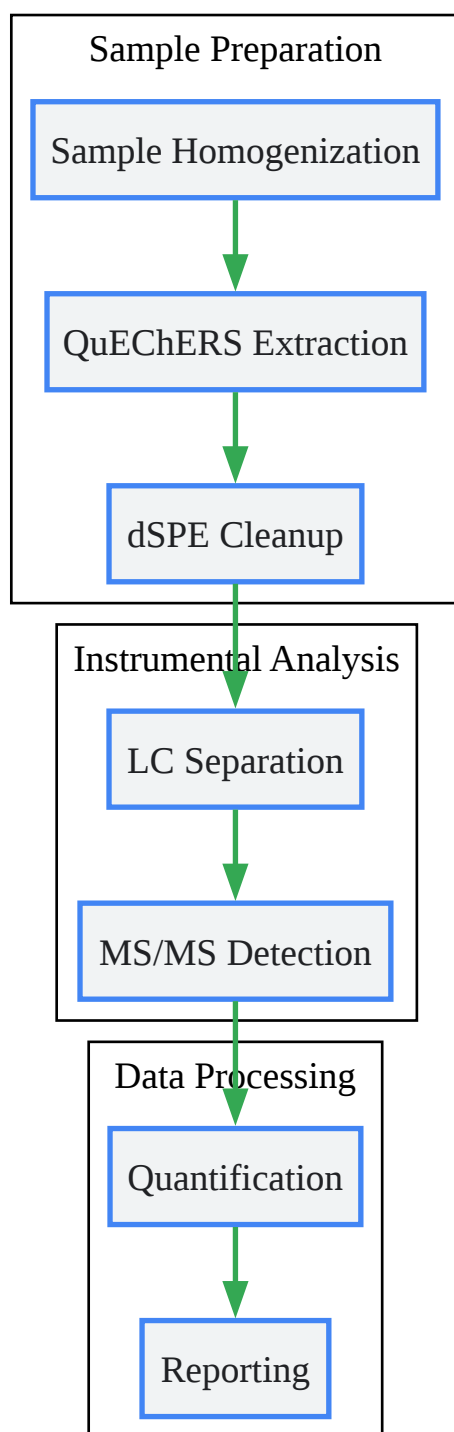 Sample Preparation
Sample Homogenization
QuEChERS Extraction
dSPE Cleanup
Instrumental Analysis
LC Separation
MS/MS Detection
Data Processing
Quantification
Reporting